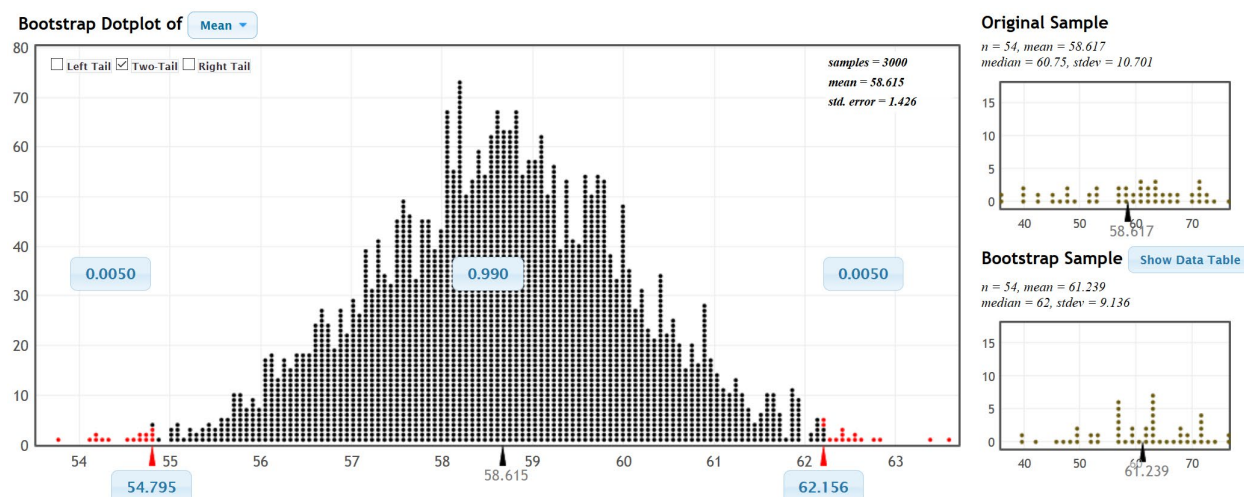 Bootstrap Dotplot of Mean
Left Tail Two-Tail Right Tail
samples = 3000
mean = 58.615
std. error = 1.426
80
70
60
50
40
30
20
10
0
0.0050 0.990 0.0050
54 55 56 57 58 59 60 61 62 63
58.615
54.795 62.156
Original Sample
n = 54, mean = 58.617
median = 60.75, stdev = 10.701
15
10
5
0
40 50 60 70
58.617
Bootstrap Sample Show Data Table
n = 54, mean = 61.239
median = 62, stdev = 9.136
15
10
5
0
40 50 60 70
61.239